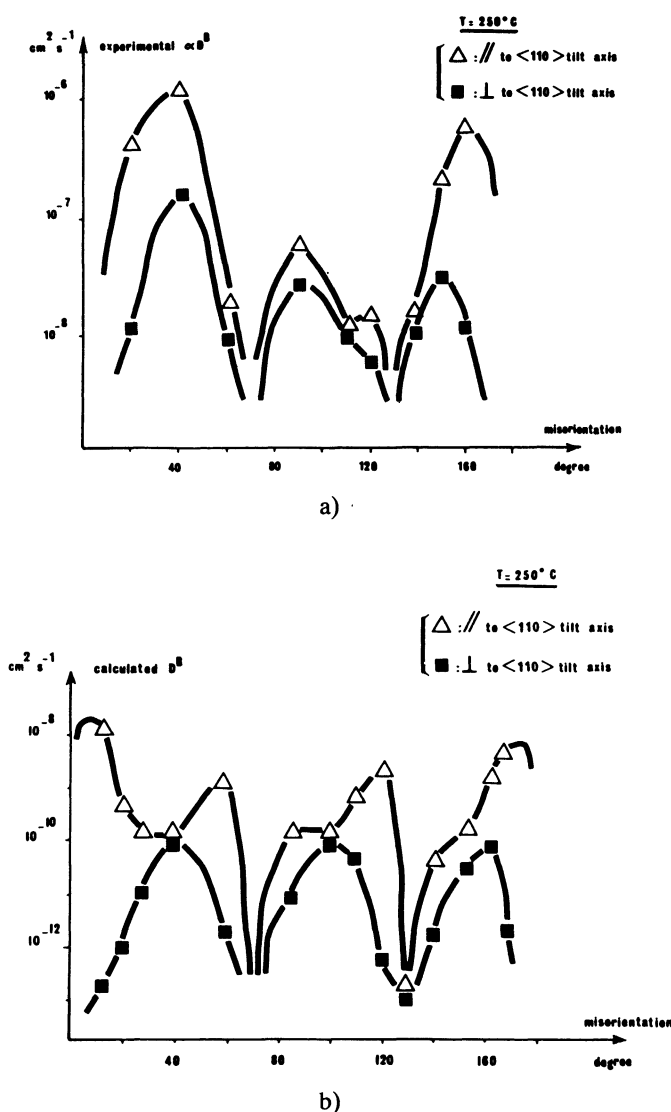 T = 250° C
cm² s⁻¹
experimental ∝D^B
△ : // to <110> tilt axis
■ : ⊥ to <110> tilt axis
10⁻⁶
10⁻⁷
10⁻⁸
misorientation
40
80
120
160
degree
a)
T = 250° C
cm² s⁻¹
calculated D^B
△ : // to <110> tilt axis
■ : ⊥ to <110> tilt axis
10⁻⁸
10⁻¹⁰
10⁻¹²
misorientation
40
80
120
160
degree
b)